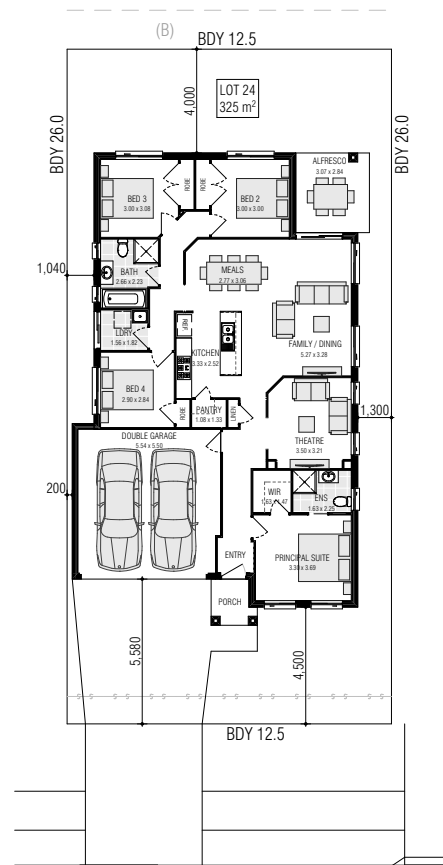 (B)
BDY 12.5
LOT 24
325 m²
4,000
BDY 26.0
BDY 26.0
ALFRESCO
3.07 x 2.84
BED 3
3.00 x 3.08
ROBE
ROBE
BED 2
3.00 x 3.00
1,040
BATH
2.66 x 2.23
MEALS
2.77 x 3.06
LDRY
1.56 x 1.82
REF
KITCHEN
3.33 x 2.52
FAMILY / DINING
5.27 x 3.28
BED 4
2.90 x 2.84
ROBE
PANTRY
1.08 x 1.33
LINEN
THEATRE
3.50 x 3.21
1,300
DOUBLE GARAGE
5.54 x 5.50
200
WIR
ENS
1.63 x 2.25
ENTRY
PRINCIPAL SUITE
PORCH
5,580
4,500
BDY 12.5